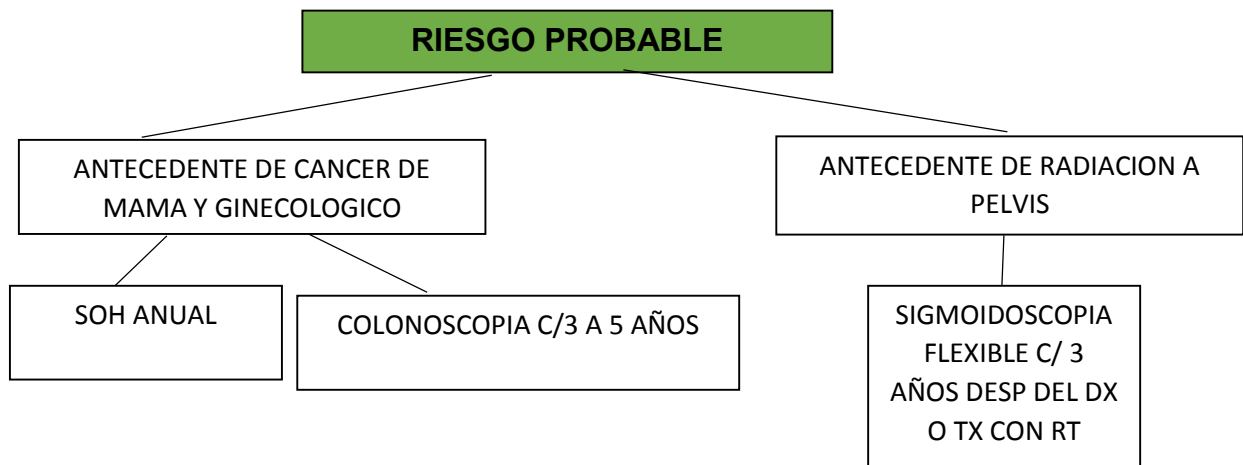 RIESGO PROBABLE
ANTECEDENTE DE CANCER DE
MAMA Y GINECOLOGICO
ANTECEDENTE DE RADIACION A
PELVIS
SOH ANUAL
COLONOSCOPIA C/3 A 5 AÑOS
SIGMOIDOSCOPIA
FLEXIBLE C/ 3
AÑOS DESP DEL DX
O TX CON RT